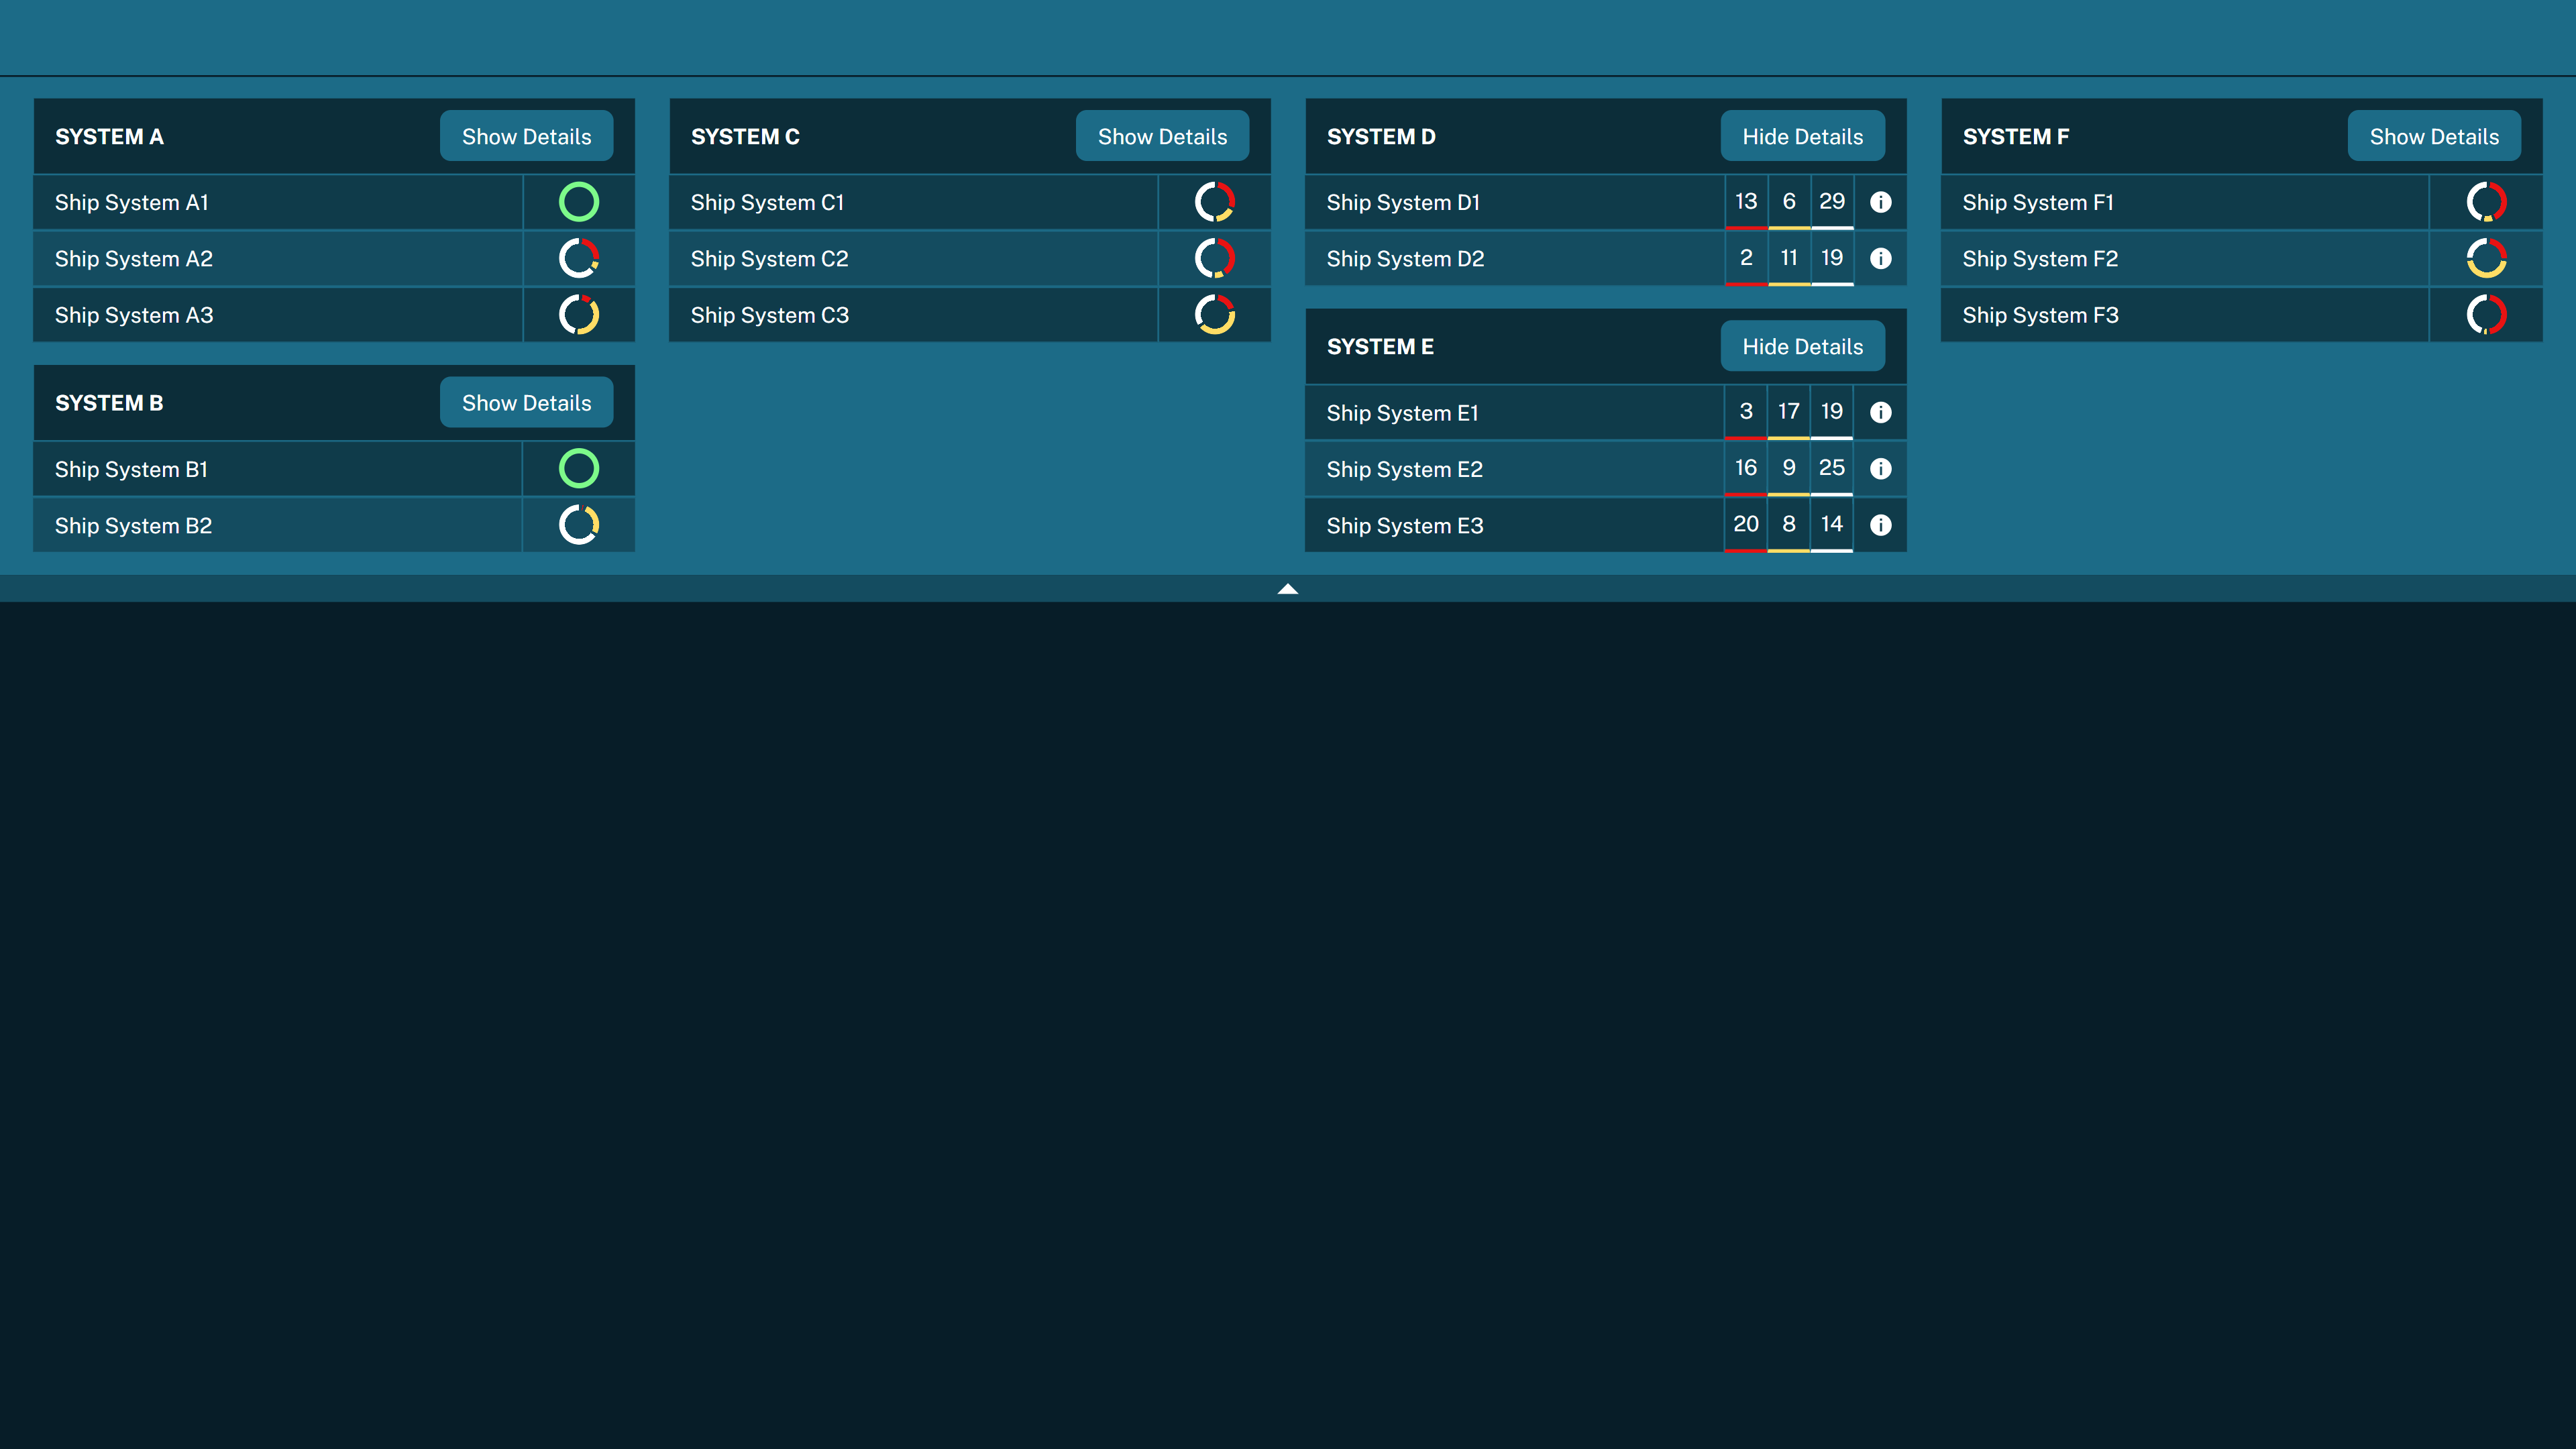 SYSTEM A Show Details
Ship System A1
Ship System A2
Ship System A3
SYSTEM B Show Details
Ship System B1
Ship System B2
SYSTEM C Show Details
Ship System C1
Ship System C2
Ship System C3
SYSTEM D Hide Details
Ship System D1 13 6 29
Ship System D2 2 11 19
SYSTEM E Hide Details
Ship System E1 3 17 19
Ship System E2 16 9 25
Ship System E3 20 8 14
SYSTEM F Show Details
Ship System F1
Ship System F2
Ship System F3